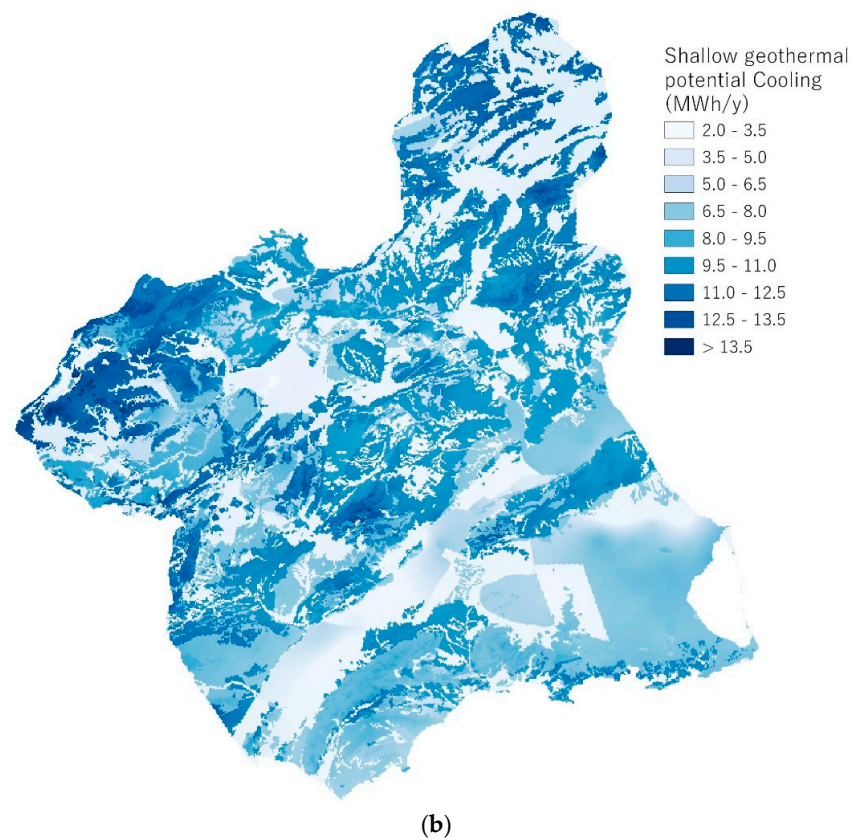 Shallow geothermal
potential Cooling
(MWh/y)
2.0 - 3.5
3.5 - 5.0
5.0 - 6.5
6.5 - 8.0
8.0 - 9.5
9.5 - 11.0
11.0 - 12.5
12.5 - 13.5
> 13.5
(b)